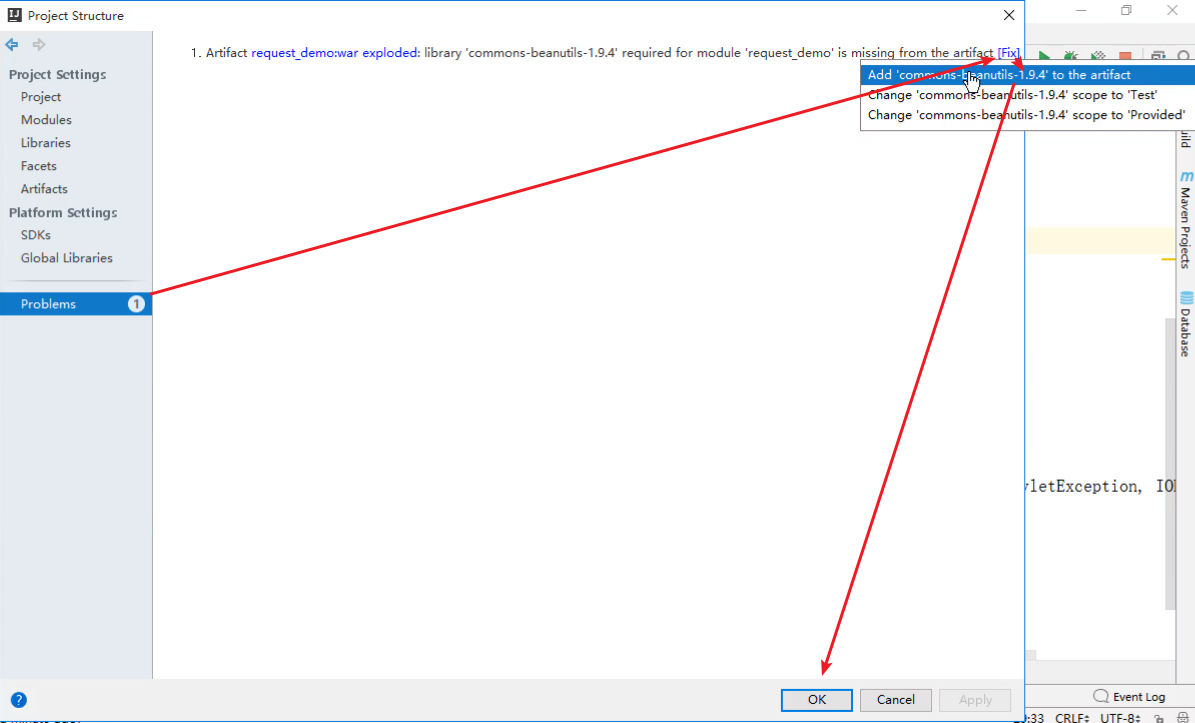 Project Structure
1. Artifact request_demo:war exploded: library 'commons-beanutils-1.9.4' required for module 'request_demo' is missing from the artifact [Fix]
Add 'commons-beanutils-1.9.4' to the artifact
Change 'commons-beanutils-1.9.4' scope to 'Test'
Change 'commons-beanutils-1.9.4' scope to 'Provided'
Project Settings
Project
Modules
Libraries
Facets
Artifacts
Platform Settings
SDKs
Global Libraries
Problems 1
Maven Projects
Database
letException, IO
OK
Cancel
Apply
Event Log
:33 CRLF UTF-8